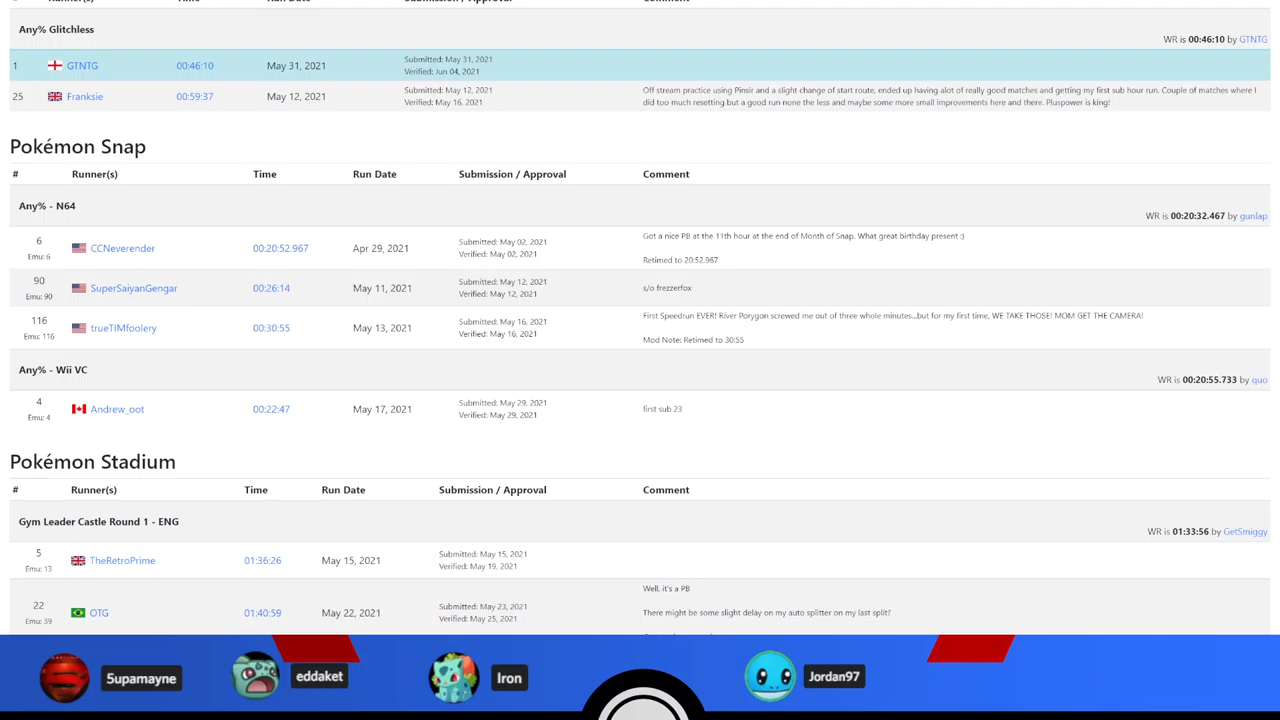 Any% Glitchless
WR is 00:46:10 by GTNTG
1 GTNTG 00:46:10 May 31, 2021 Submitted: May 31, 2021
Verified: Jun 04, 2021
25 Franksie 00:59:37 May 12, 2021 Submitted: May 12, 2021
Verified: May 16, 2021
Off stream practice using Pinsir and a slight change of start route, ended up having alot of really good matches and getting my first sub hour run. Couple of matches where I
did too much resetting but a good run none the less and maybe some more small improvements here and there. Pluspower is king!
Pokémon Snap
# Runner(s) Time Run Date Submission / Approval Comment
Any% - N64
WR is 00:20:32.467 by gunlap
6 CCNeverender 00:20:52.967 Apr 29, 2021 Submitted: May 02, 2021
Emu: 6 Verified: May 02, 2021
Got a nice PB at the 11th hour at the end of Month of Snap. What great birthday present :)
Retimed to 20:52.967
90 SuperSaiyanGengar 00:26:14 May 11, 2021 Submitted: May 12, 2021 s/o frezzerfox
Emu: 90 Verified: May 12, 2021
116 trueTIMfoolery 00:30:55 May 13, 2021 Submitted: May 16, 2021
Emu: 116 Verified: May 16, 2021
First Speedrun EVER! River Porygon screwed me out of three whole minutes...but for my first time, WE TAKE THOSE! MOM GET THE CAMERA!
Mod Note: Retimed to 30:55
Any% - Wii VC
WR is 00:20:55.733 by quo
4 Andrew_oot 00:22:47 May 17, 2021 Submitted: May 29, 2021 first sub 23
Emu: 4 Verified: May 29, 2021
Pokémon Stadium
# Runner(s) Time Run Date Submission / Approval Comment
Gym Leader Castle Round 1 - ENG
WR is 01:33:56 by GetSmiggy
5 TheRetroPrime 01:36:26 May 15, 2021 Submitted: May 15, 2021
Emu: 13 Verified: May 19, 2021
Well, it's a PB
22 OTG 01:40:59 May 22, 2021 Submitted: May 23, 2021
Emu: 39 Verified: May 25, 2021
There might be some slight delay on my auto splitter on my last split?
5upamayne eddaket Iron Jordan97